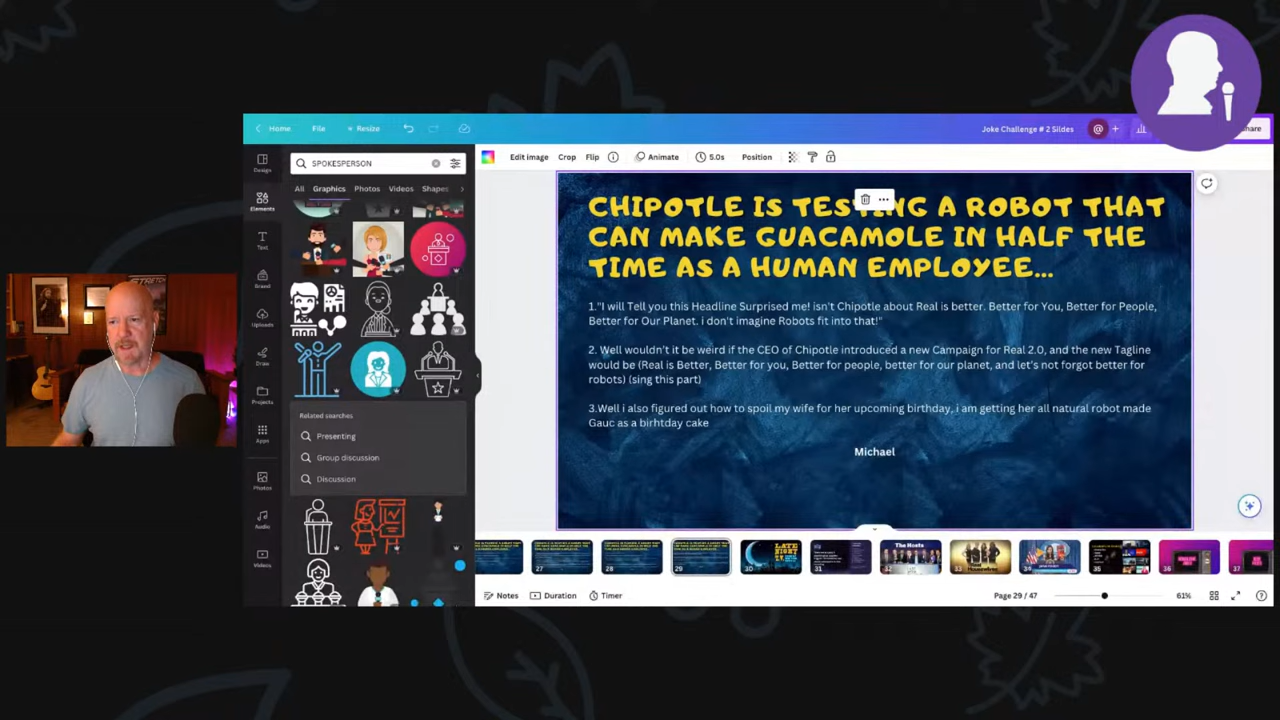 Home
File
Resize
Joke Challenge # 2 Slides
@
+
hare
SPOKESPERSON
Edit image
Crop
Flip
Animate
5.0s
Position
Design
Elements
Text
Brand
Uploads
Draw
Projects
Apps
Photos
Audio
Videos
All
Graphics
Photos
Videos
Shapes
Related searches
Presenting
Group discussion
Discussion
CHIPOTLE IS TESTING A ROBOT THAT
CAN MAKE GUACAMOLE IN HALF THE
TIME AS A HUMAN EMPLOYEE...
1."I will Tell you this Headline Surprised me! isn't Chipotle about Real is better. Better for You, Better for People,
Better for Our Planet. i don't imagine Robots fit into that!"
2. Well wouldn't it be weird if the CEO of Chipotle introduced a new Campaign for Real 2.0, and the new Tagline
would be (Real is Better, Better for you, Better for people, better for our planet, and let's not forgot better for
robots) (sing this part)
3.Well i also figured out how to spoil my wife for her upcoming birthday, i am getting her all natural robot made
Gauc as a birhtday cake
Michael
27
28
29
30
LATE
NIGHT
31
The Hosts
33
34
35
36
37
Notes
Duration
Timer
Page 29 / 47
61%